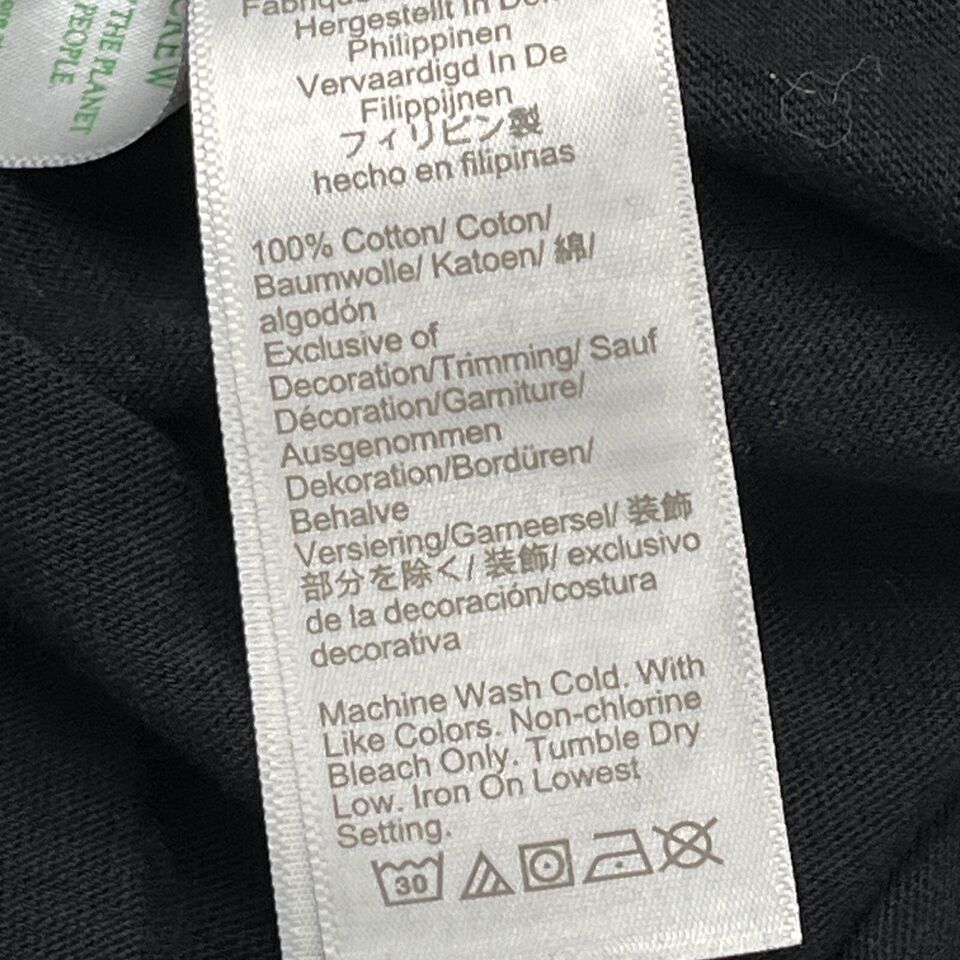 CREW
THE PLANET
PEOPLE.
Hergestellt In Den
Philippinen
Vervaardigd In De
Filippijnen
フィリピン製
hecho en filipinas
100% Cotton/ Coton/
Baumwolle/ Katoen/ 綿/
algodón
Exclusive of
Decoration/Trimming/ Sauf
Décoration/Garniture/
Ausgenommen
Dekoration/Bordüren/
Behalve
Versiering/Garneersel/ 装飾
部分を除く/ 装飾/ exclusivo
de la decoración/costura
decorativa
Machine Wash Cold. With
Like Colors. Non-chlorine
Bleach Only. Tumble Dry
Low. Iron On Lowest
Setting.
30